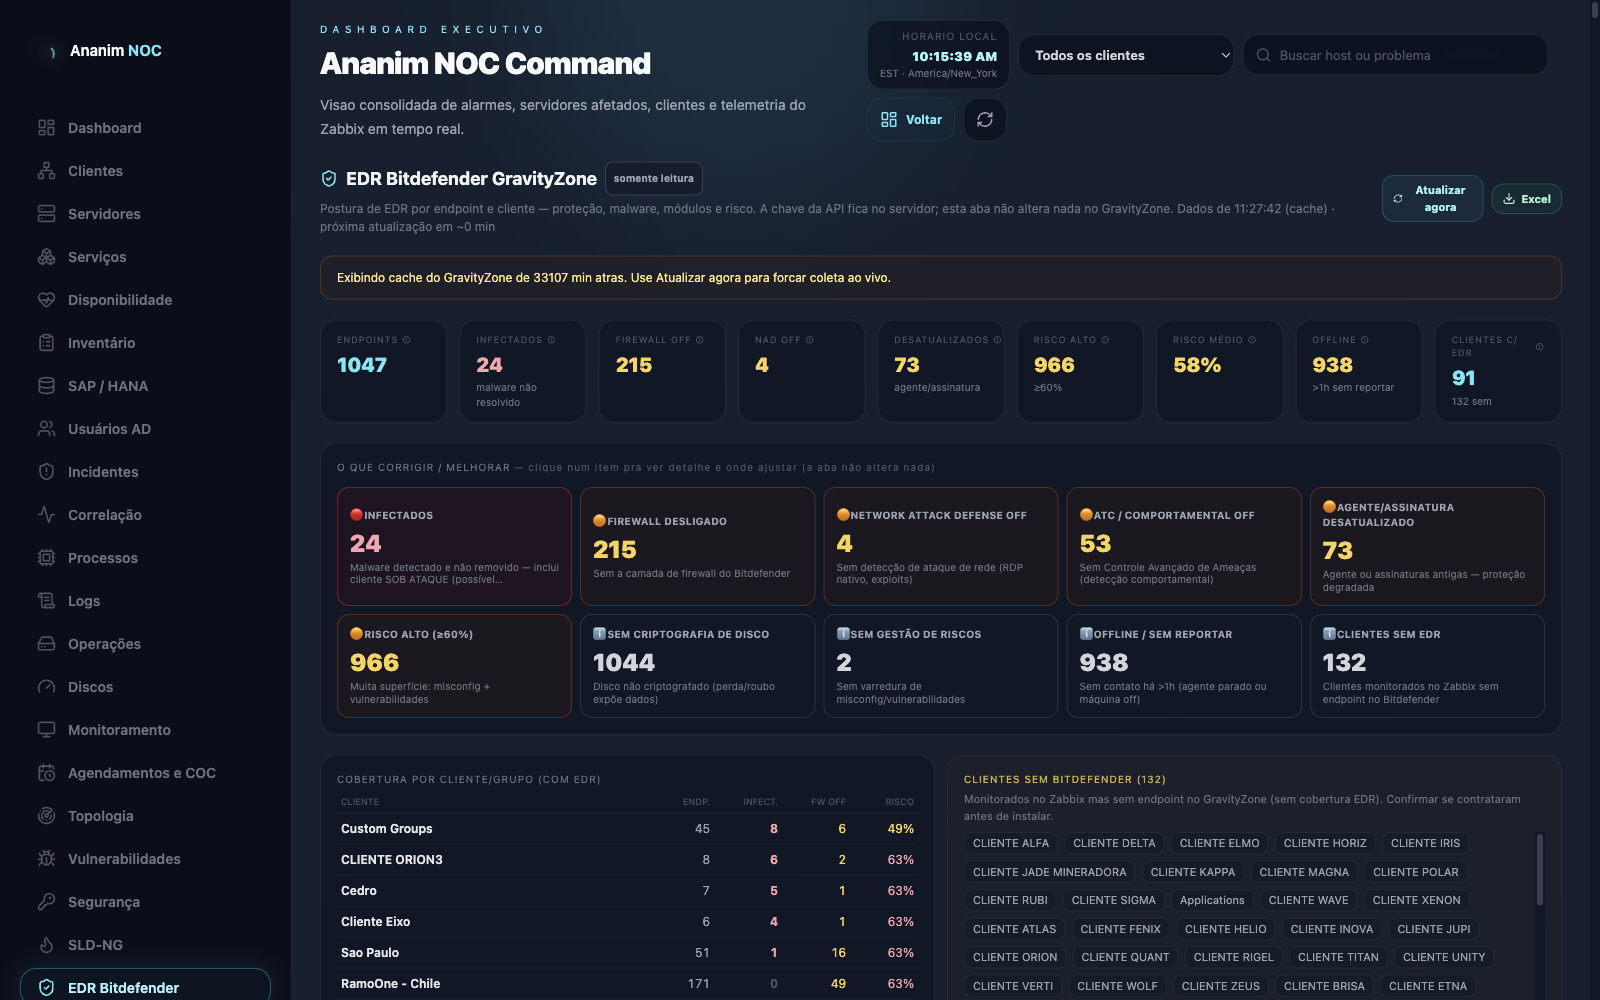 Ananim NOC
Dashboard
Clientes
Servidores
Serviços
Disponibilidade
Inventário
SAP / HANA
Usuários AD
Incidentes
Correlação
Processos
Logs
Operações
Discos
Monitoramento
Agendamentos e COC
Topologia
Vulnerabilidades
Segurança
SLD-NG
EDR Bitdefender
DASHBOARD EXECUTIVO
Ananim NOC Command
Visao consolidada de alarmes, servidores afetados, clientes e telemetria do
Zabbix em tempo real.
HORARIO LOCAL
10:15:39 AM
EST · America/New_York
Todos os clientes
Buscar host ou problema
Voltar
EDR Bitdefender GravityZone somente leitura
Postura de EDR por endpoint e cliente — proteção, malware, módulos e risco. A chave da API fica no servidor; esta aba não altera nada no GravityZone. Dados de 11:27:42 (cache) ·
próxima atualização em ~0 min
Atualizar
agora
Excel
Exibindo cache do GravityZone de 33107 min atras. Use Atualizar agora para forcar coleta ao vivo.
ENDPOINTS
1047
INFECTADOS
24
malware não
resolvido
FIREWALL OFF
215
NAD OFF
4
DESATUALIZADOS
73
agente/assinatura
RISCO ALTO
966
≥60%
RISCO MÉDIO
58%
OFFLINE
938
>1h sem reportar
CLIENTES C/
EDR
91
132 sem
O QUE CORRIGIR / MELHORAR — clique num item pra ver detalhe e onde ajustar (a aba não altera nada)
INFECTADOS
24
Malware detectado e não removido — inclui
cliente SOB ATAQUE (possível...
FIREWALL DESLIGADO
215
Sem a camada de firewall do Bitdefender
NETWORK ATTACK DEFENSE OFF
4
Sem detecção de ataque de rede (RDP
nativo, exploits)
ATC / COMPORTAMENTAL OFF
53
Sem Controle Avançado de Ameaças
(detecção comportamental)
AGENTE/ASSINATURA
DESATUALIZADO
73
Agente ou assinaturas antigas — proteção
degradada
RISCO ALTO (≥60%)
966
Muita superfície: misconfig +
vulnerabilidades
SEM CRIPTOGRAFIA DE DISCO
1044
Disco não criptografado (perda/roubo
expõe dados)
SEM GESTÃO DE RISCOS
2
Sem varredura de
misconfig/vulnerabilidades
OFFLINE / SEM REPORTAR
938
Sem contato há >1h (agente parado ou
máquina off)
CLIENTES SEM EDR
132
Clientes monitorados no Zabbix sem
endpoint no Bitdefender
COBERTURA POR CLIENTE/GRUPO (COM EDR)
CLIENTE ENDP. INFECT. FW OFF RISCO
Custom Groups 45 8 6 49%
CLIENTE ORION3 8 6 2 63%
Cedro 7 5 1 63%
Cliente Eixo 6 4 1 63%
Sao Paulo 51 1 16 63%
RamoOne - Chile 171 0 49 63%
CLIENTES SEM BITDEFENDER (132)
Monitorados no Zabbix mas sem endpoint no GravityZone (sem cobertura EDR). Confirmar se contrataram
antes de instalar.
CLIENTE ALFA CLIENTE DELTA CLIENTE ELMO CLIENTE HORIZ CLIENTE IRIS
CLIENTE JADE MINERADORA CLIENTE KAPPA CLIENTE MAGNA CLIENTE POLAR
CLIENTE RUBI CLIENTE SIGMA Applications CLIENTE WAVE CLIENTE XENON
CLIENTE ATLAS CLIENTE FENIX CLIENTE HELIO CLIENTE INOVA CLIENTE JUPI
CLIENTE ORION CLIENTE QUANT CLIENTE RIGEL CLIENTE TITAN CLIENTE UNITY
CLIENTE VERTI CLIENTE WOLF CLIENTE ZEUS CLIENTE BRISA CLIENTE ETNA